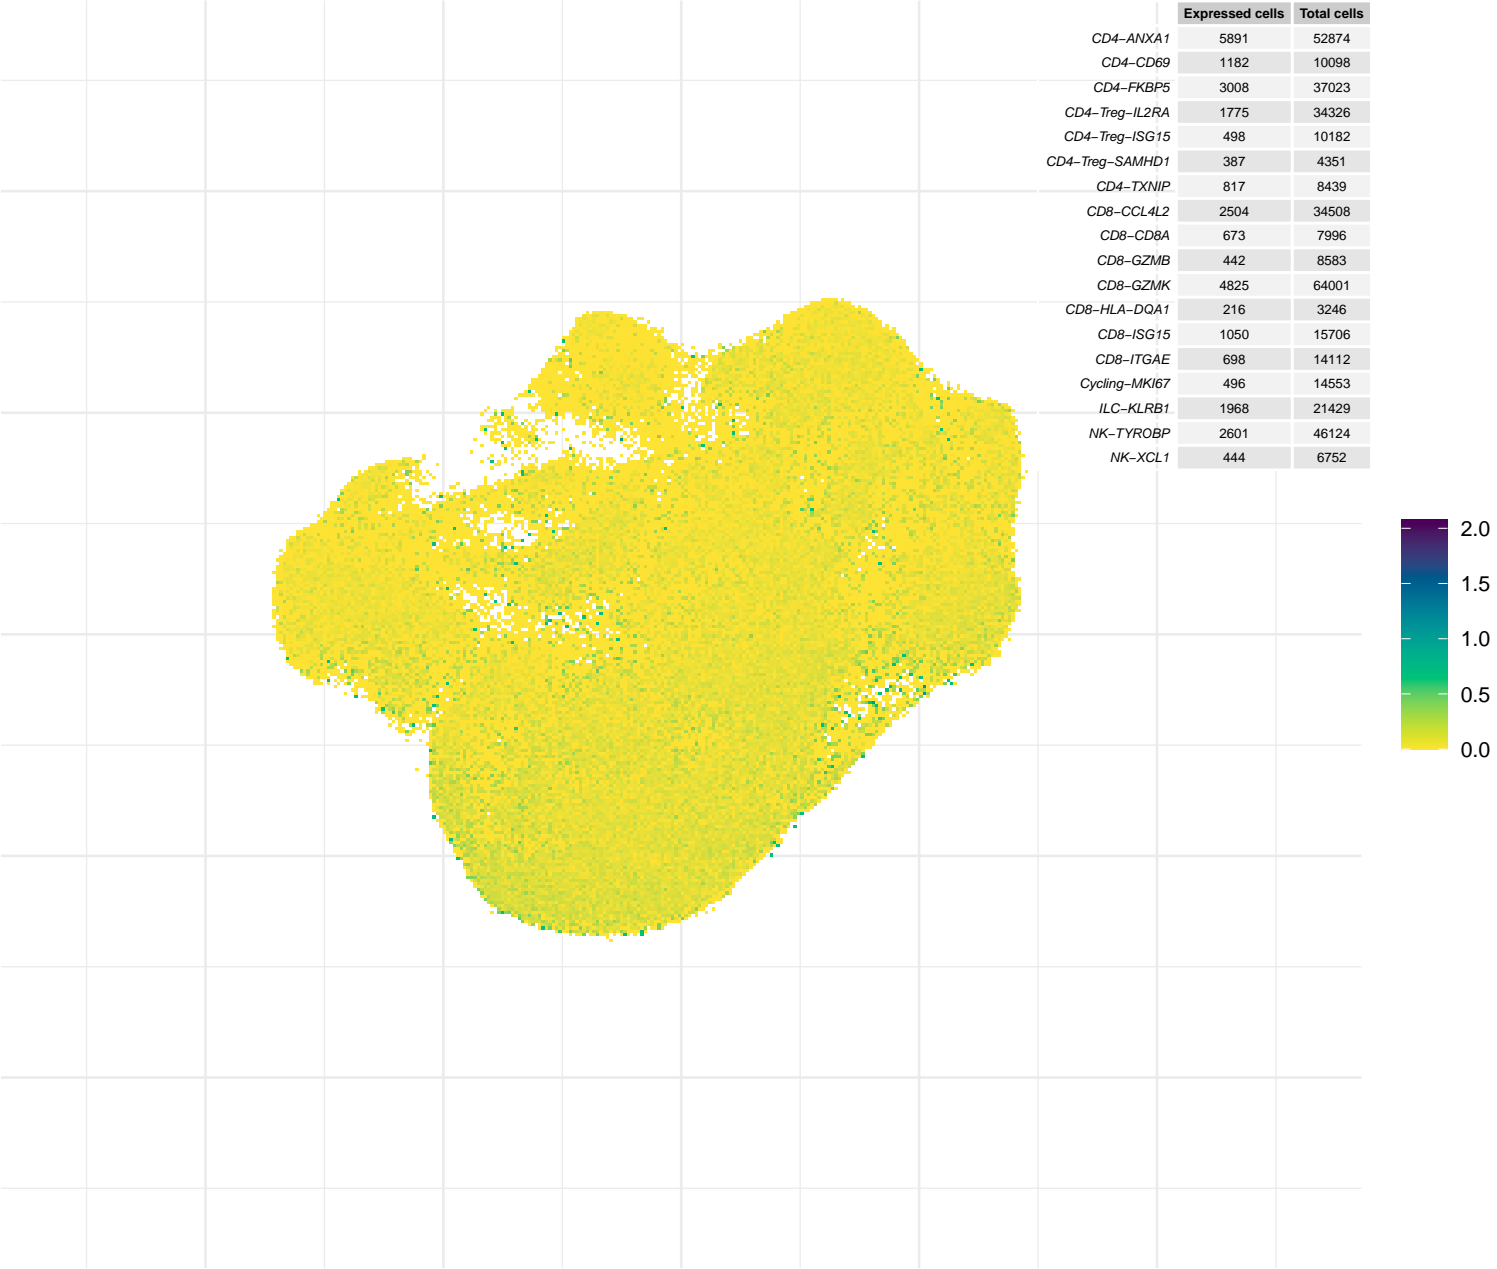 Expressed cells Total cells
CD4−ANXA1 5891 52874
CD4−CD69 1182 10098
CD4−FKBP5 3008 37023
CD4−Treg−IL2RA 1775 34326
CD4−Treg−ISG15 498 10182
CD4−Treg−SAMHD1 387 4351
CD4−TXNIP 817 8439
CD8−CCL4L2 2504 34508
CD8−CD8A 673 7996
CD8−GZMB 442 8583
CD8−GZMK 4825 64001
CD8−HLA−DQA1 216 3246
CD8−ISG15 1050 15706
CD8−ITGAE 698 14112
Cycling−MKI67 496 14553
ILC−KLRB1 1968 21429
NK−TYROBP 2601 46124
NK−XCL1 444 6752
2.0
1.5
1.0
0.5
0.0